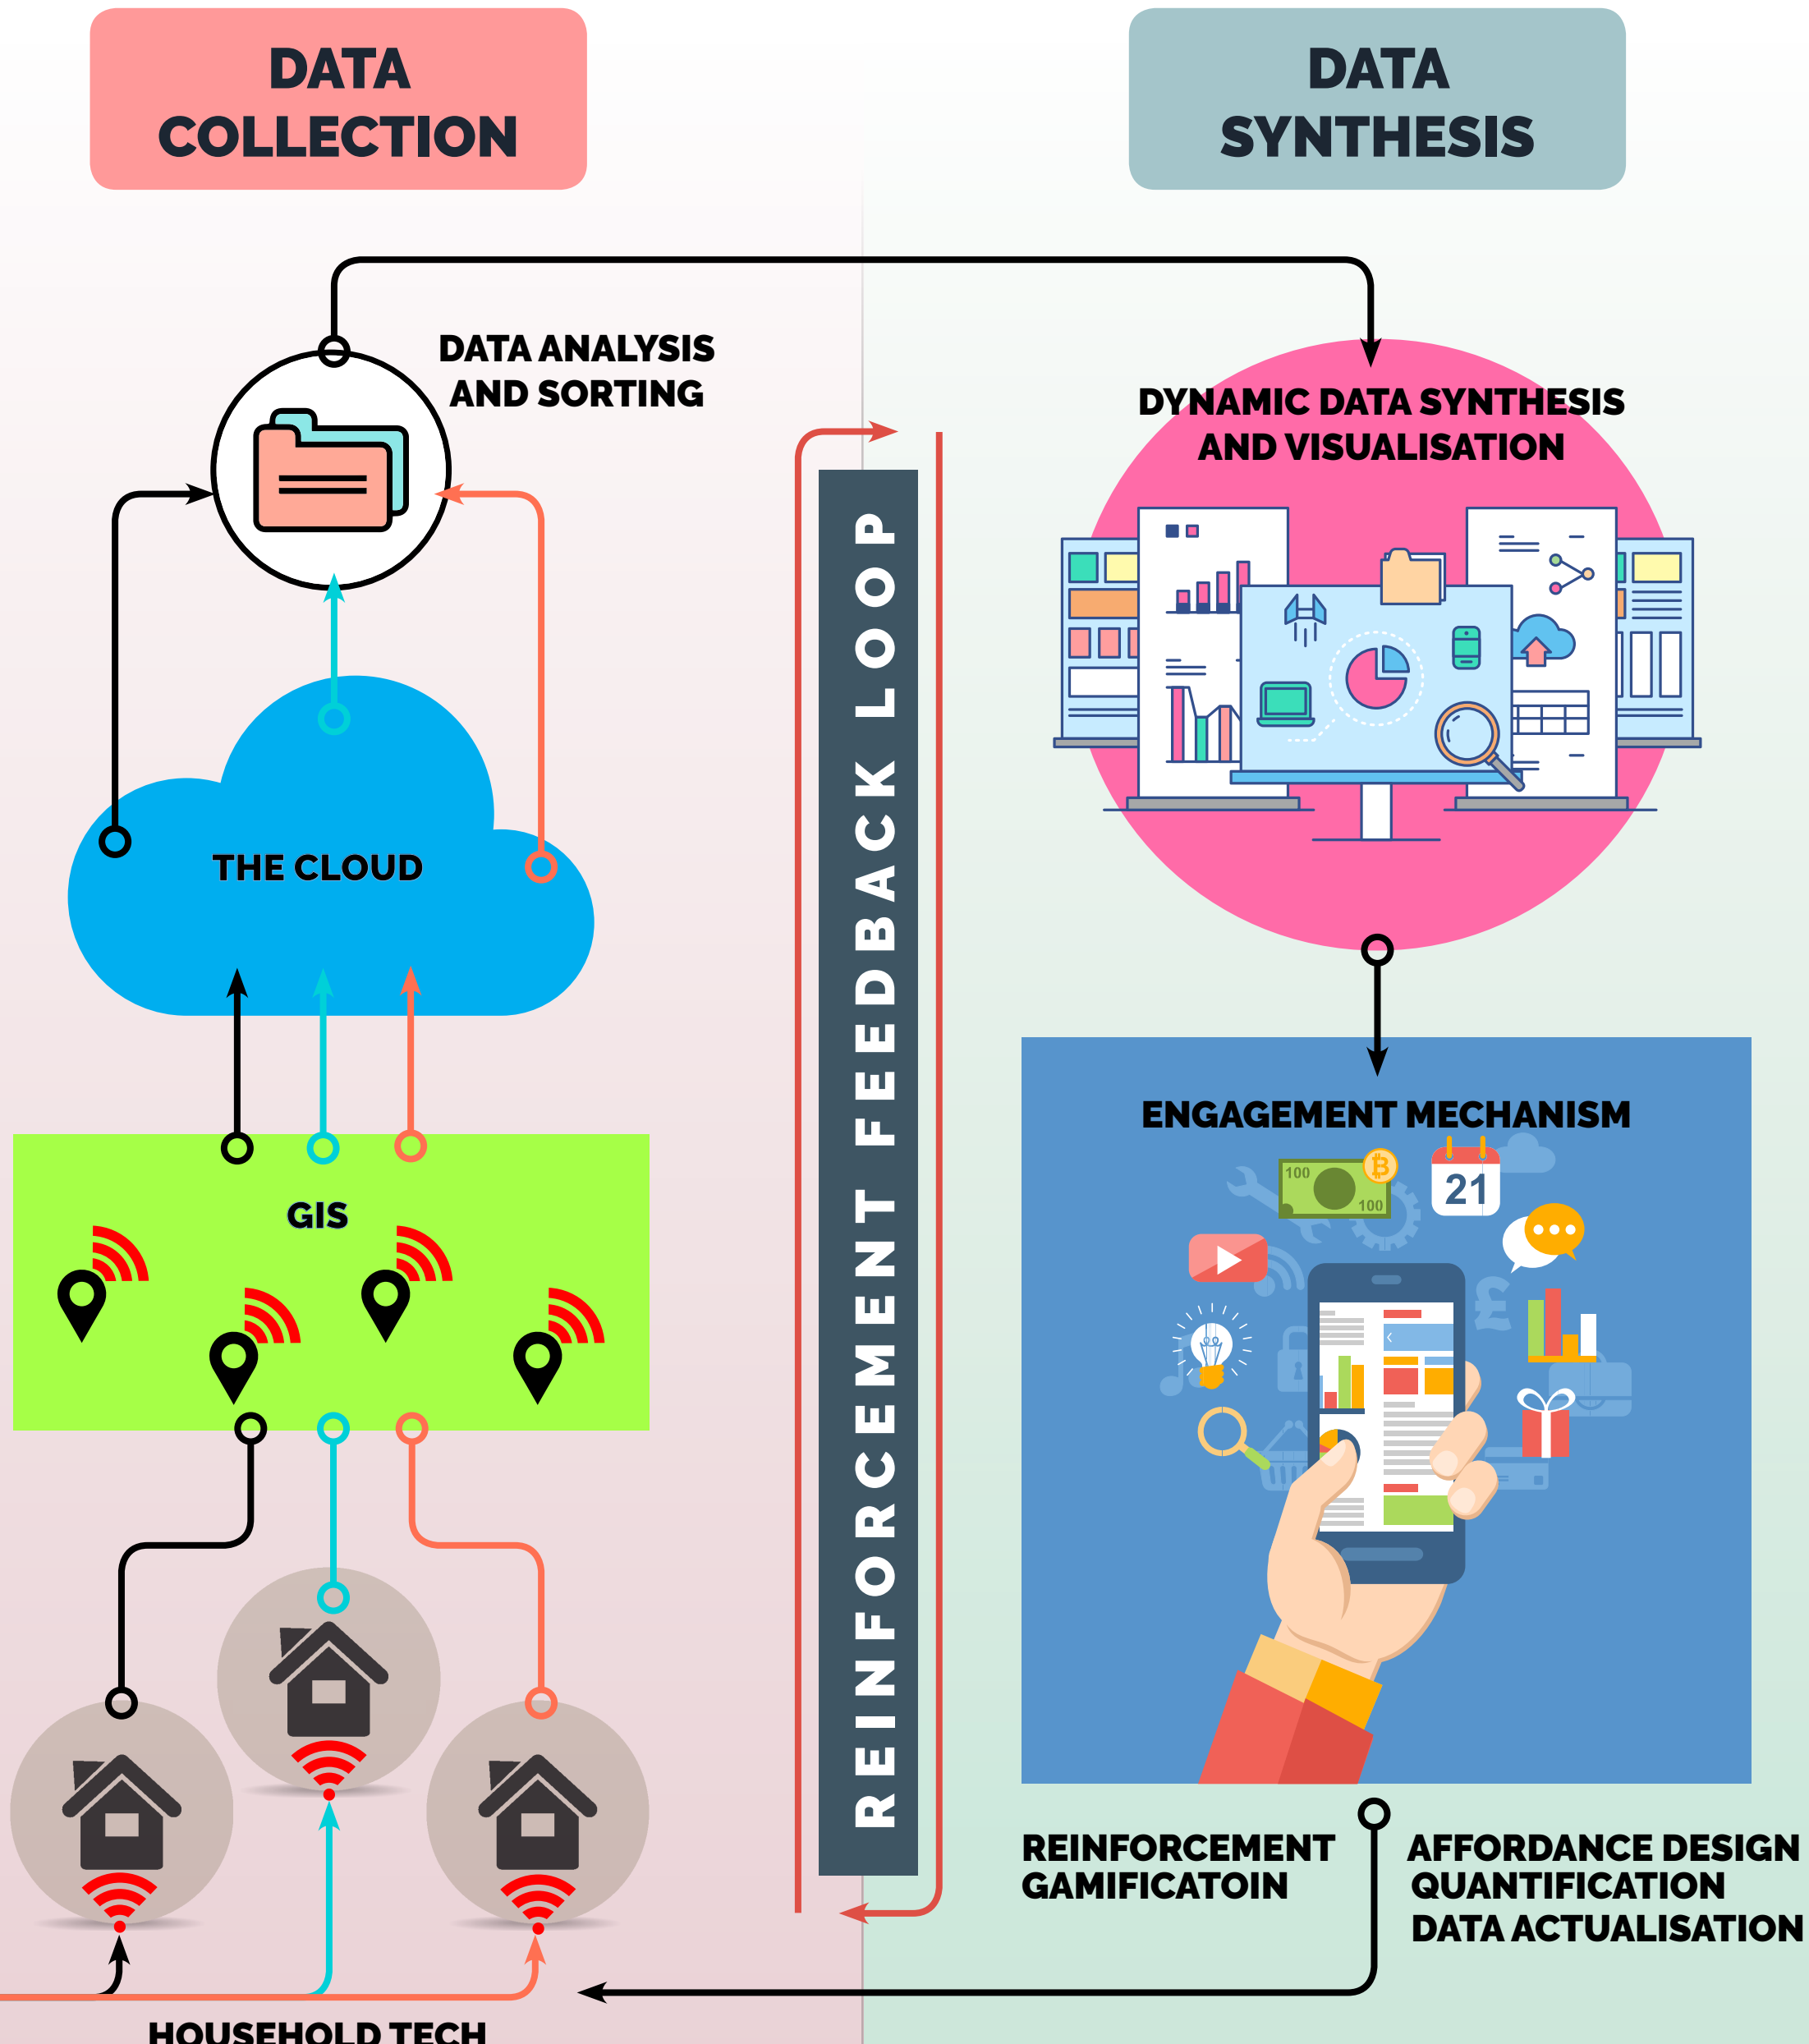 DATA
COLLECTION
DATA
SYNTHESIS
DATA ANALYSIS
AND SORTING
DYNAMIC DATA SYNTHESIS
AND VISUALISATION
THE CLOUD
REINFORCEMENT FEEDBACK LOOP
ENGAGEMENT MECHANISM
100
100
21
£
GIS
REINFORCEMENT
GAMIFICATOIN
AFFORDANCE DESIGN
QUANTIFICATION
DATA ACTUALISATION
HOUSEHOLD TECH